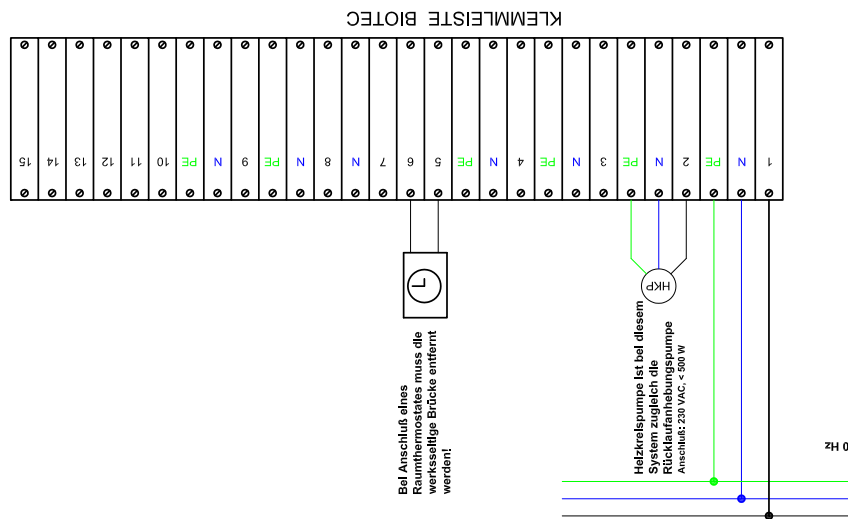 KLEMMLEISTE BIOTEC
1 N PE 2 N PE 3 N PE 4 N PE 5 6 7 N 8 N PE 9 N PE 10 11 12 13 14 15
HKP
Heizkreispumpe ist bei diesem
System zugleich die
Rücklaufanhebungspumpe
Anschluß: 230 VAC, < 500 W
Bei Anschluß eines
Raumthermostates muss die
werksseitige Brücke entfernt
werden!
0 Hz